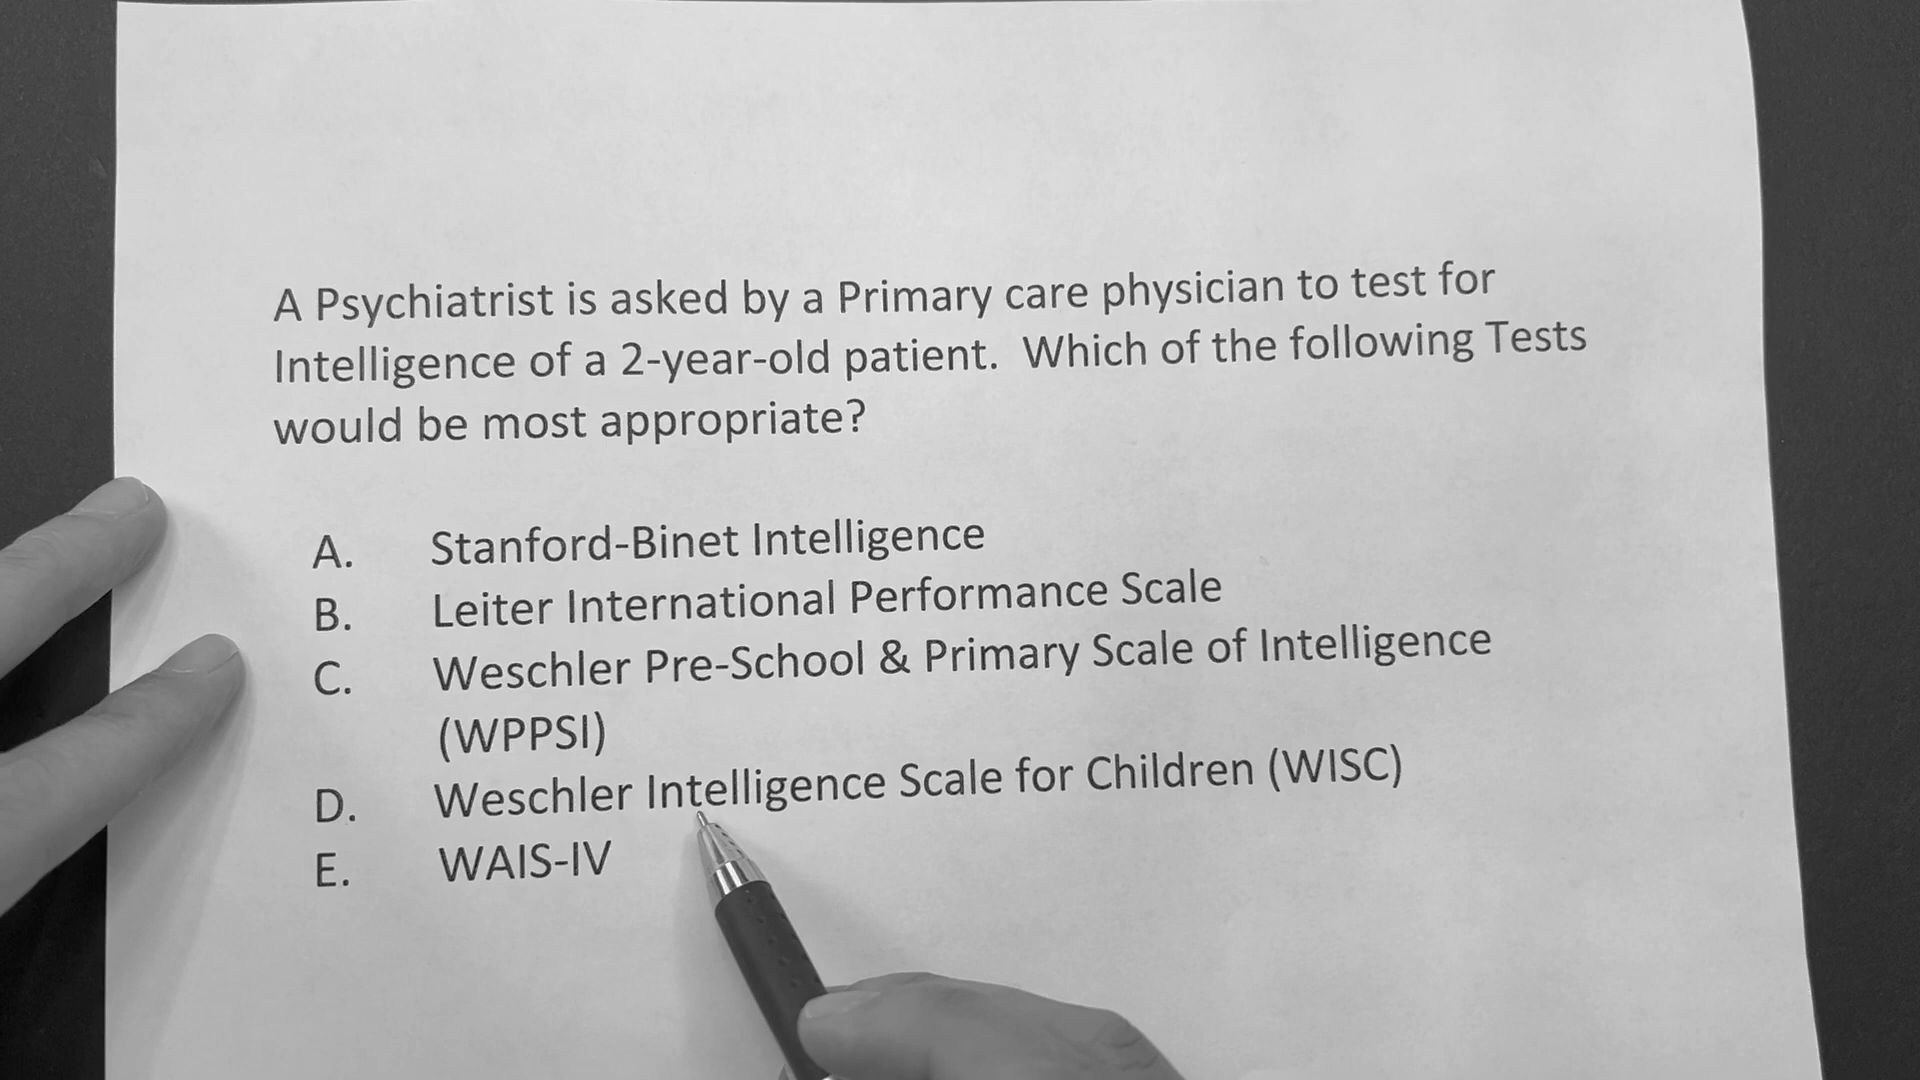 A Psychiatrist is asked by a Primary care physician to test for
Intelligence of a 2-year-old patient. Which of the following Tests
would be most appropriate?
A. Stanford-Binet Intelligence
B. Leiter International Performance Scale
C. Weschler Pre-School & Primary Scale of Intelligence
(WPPSI)
D. Weschler Intelligence Scale for Children (WISC)
E. WAIS-IV